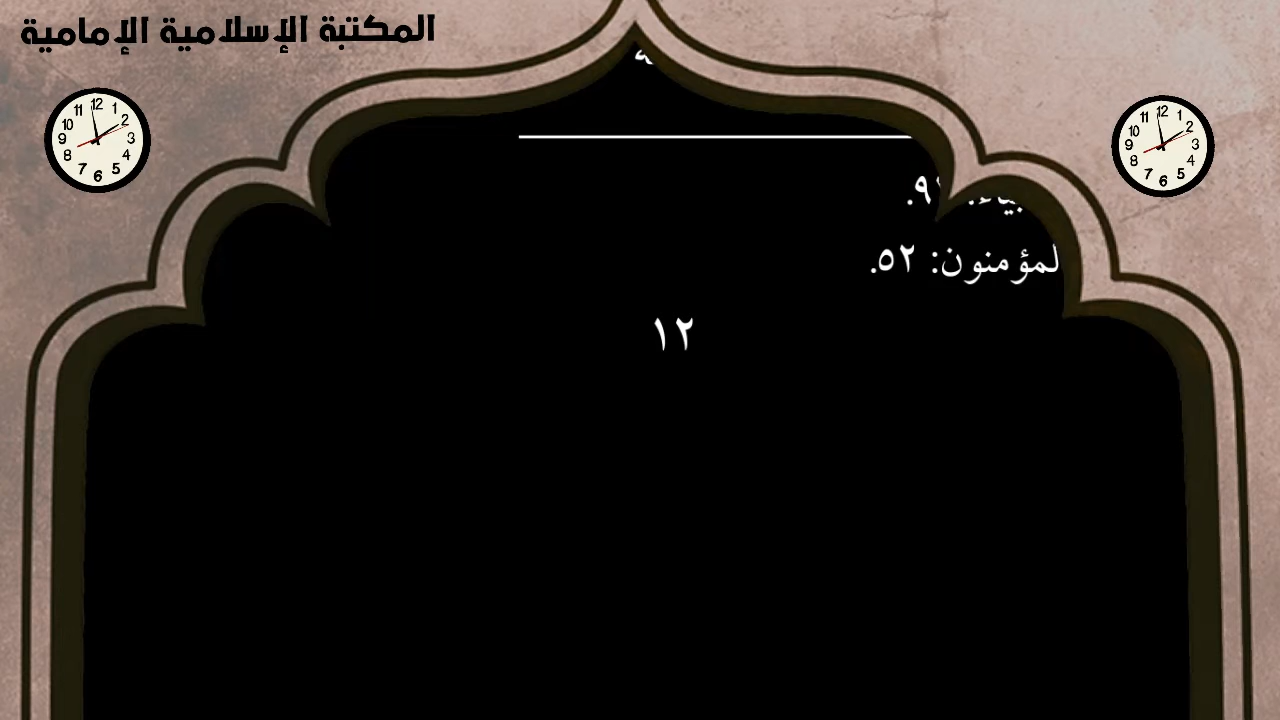 المكتبة الإسلامية الإمامية
لمؤمنون: ٥٢.
١٢